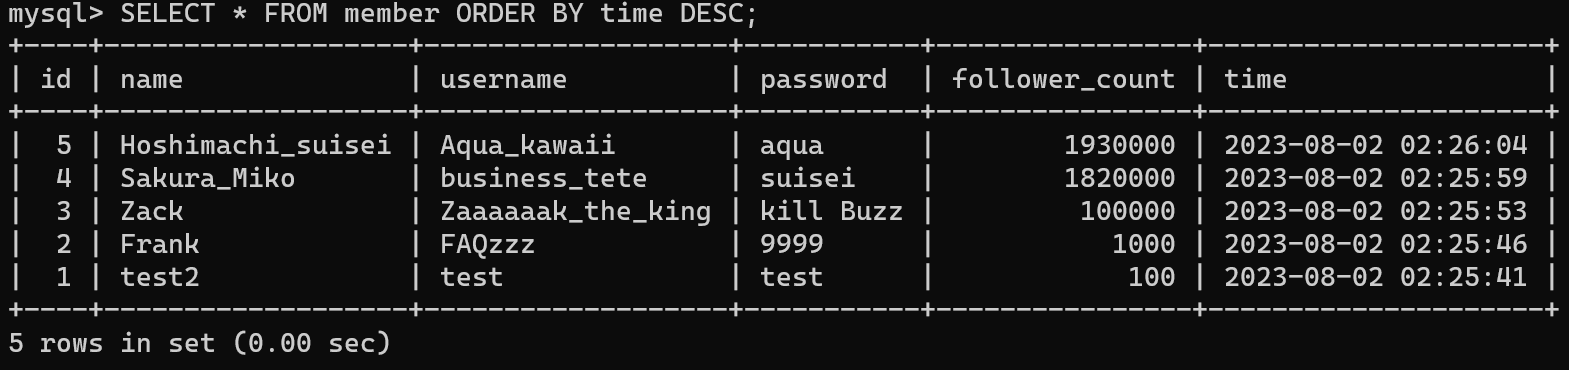 mysql> SELECT * FROM member ORDER BY time DESC;
+----+-------------------+-------------------+-----------+----------------+---------------------+
| id | name              | username          | password  | follower_count | time                |
+----+-------------------+-------------------+-----------+----------------+---------------------+
|  5 | Hoshimachi_suisei | Aqua_kawaii       | aqua      |        1930000 | 2023-08-02 02:26:04 |
|  4 | Sakura_Miko       | business_tete     | suisei    |        1820000 | 2023-08-02 02:25:59 |
|  3 | Zack              | Zaaaaaak_the_king | kill Buzz |         100000 | 2023-08-02 02:25:53 |
|  2 | Frank             | FAQzzz            | 9999      |           1000 | 2023-08-02 02:25:46 |
|  1 | test2             | test              | test      |            100 | 2023-08-02 02:25:41 |
+----+-------------------+-------------------+-----------+----------------+---------------------+
5 rows in set (0.00 sec)